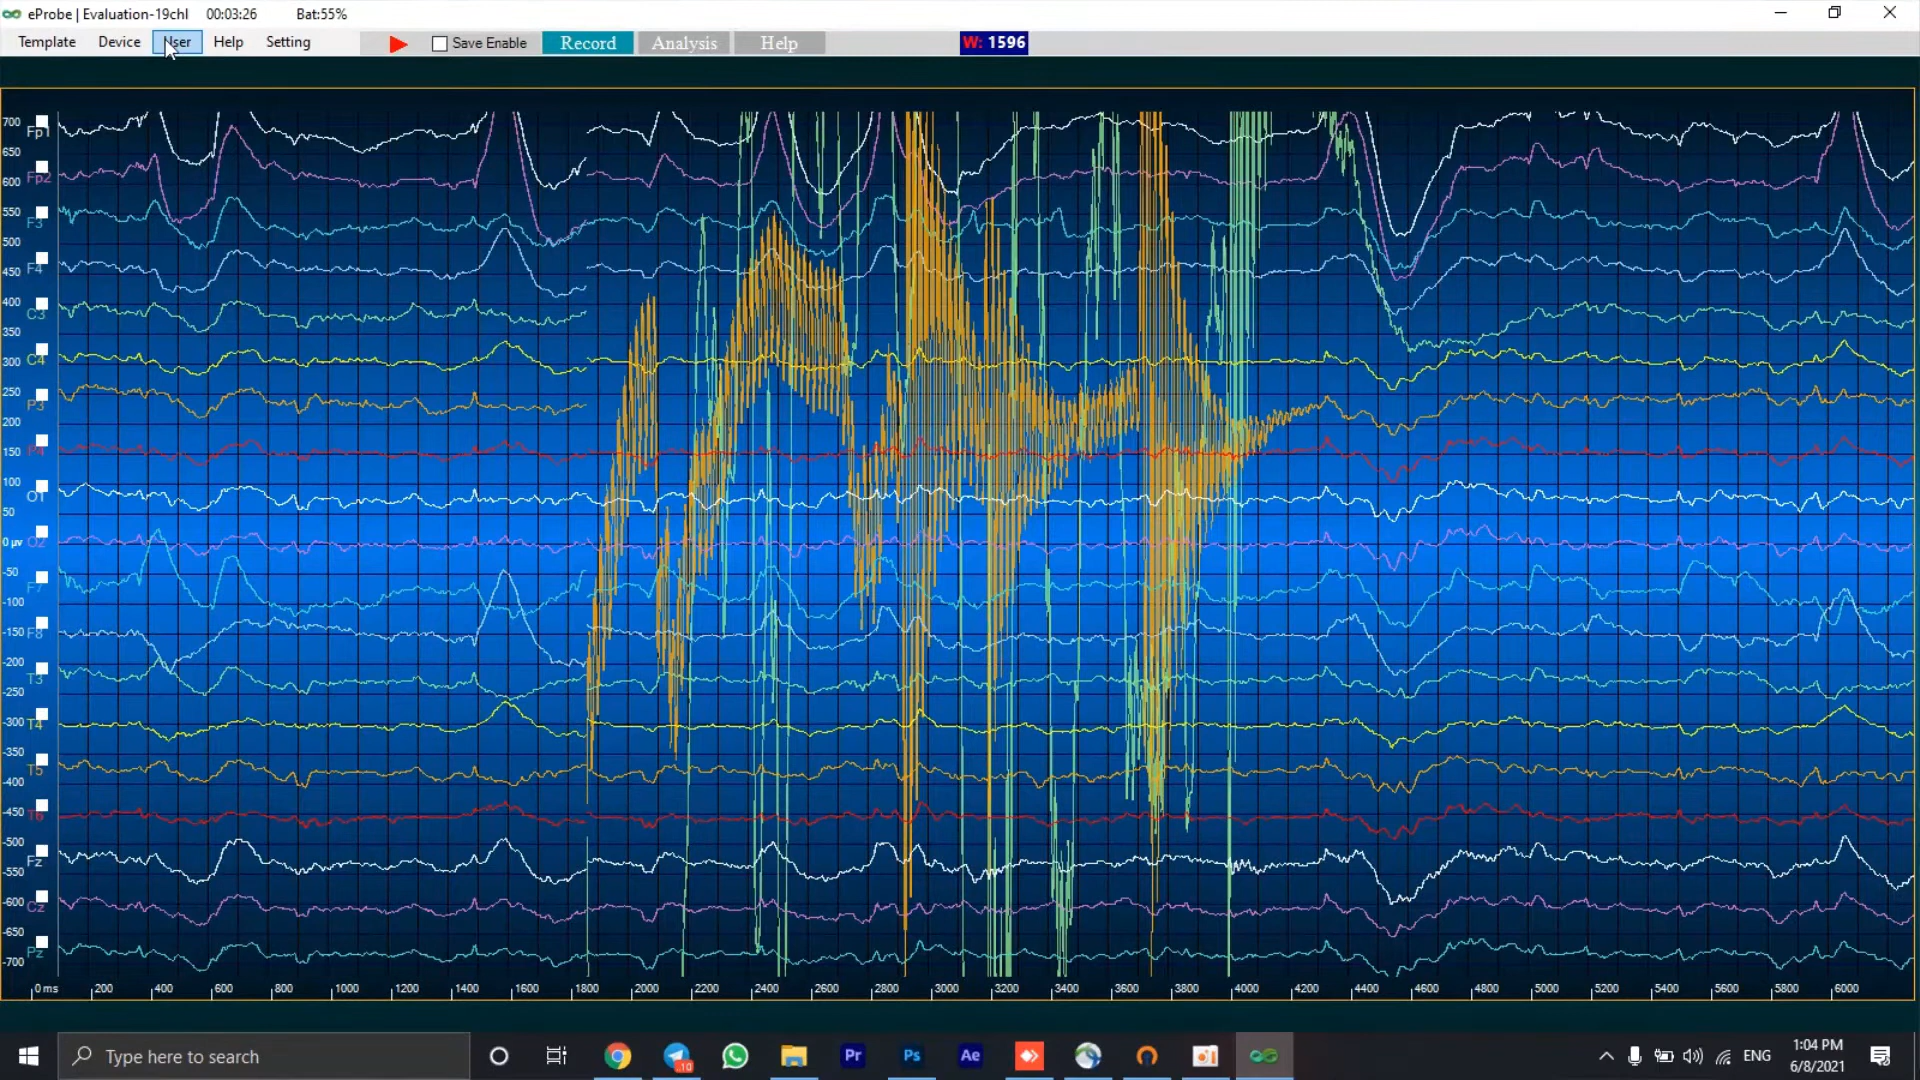 eProbe | Evaluation-19chl 00:03:26 Bat:55%
Template Device User Help Setting Save Enable Record Analysis Help W: 1596
700
Fp1
650
Fp2
600
550
F3
500
F4
450
400
C3
350
C4
300
250
P3
200
P4
150
100
O1
50
0 µv
O2
-50
F7
-100
F8
-150
-200
T3
-250
T4
-300
-350
T5
-400
T6
-450
-500
Fz
-550
-600
Cz
-650
Pz
-700
0 ms 200 400 600 800 1000 1200 1400 1600 1800 2000 2200 2400 2600 2800 3000 3200 3400 3600 3800 4000 4200 4400 4600 4800 5000 5200 5400 5600 5800 6000
Type here to search Pr Ps Ae ENG
.10
1:04 PM
6/8/2021